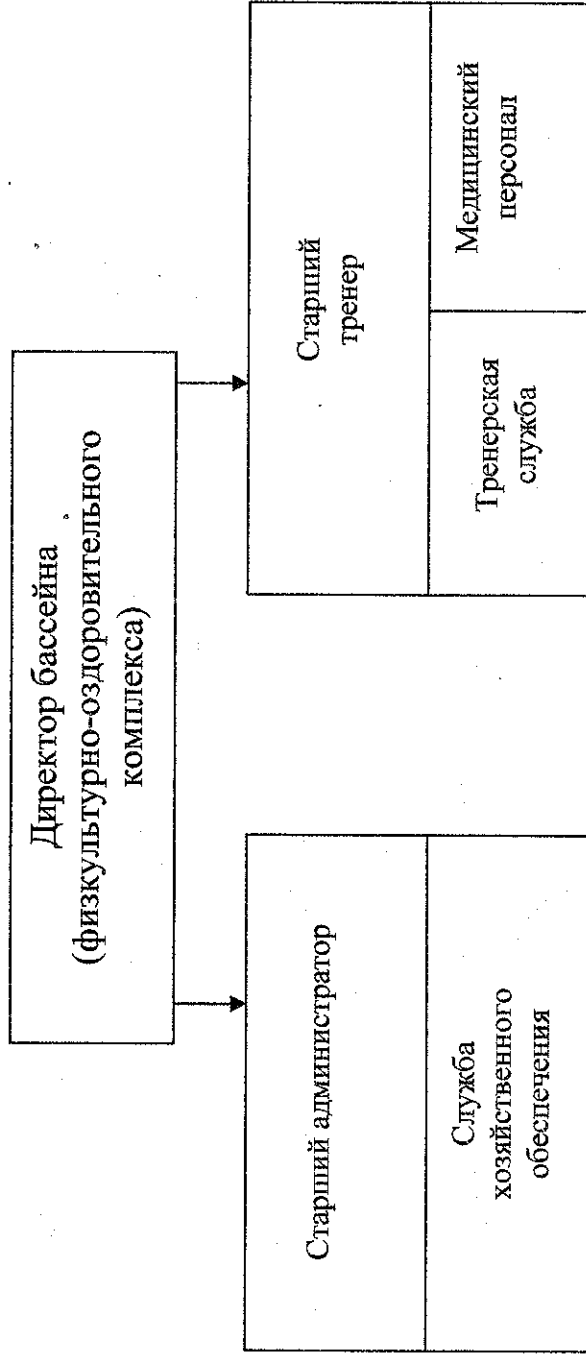 Директор бассейна
(физкультурно-оздоровительного
комплекса)
Старший администратор
Служба
хозяйственного
обеспечения
Старший
тренер
Тренерская
служба
Медицинский
персонал